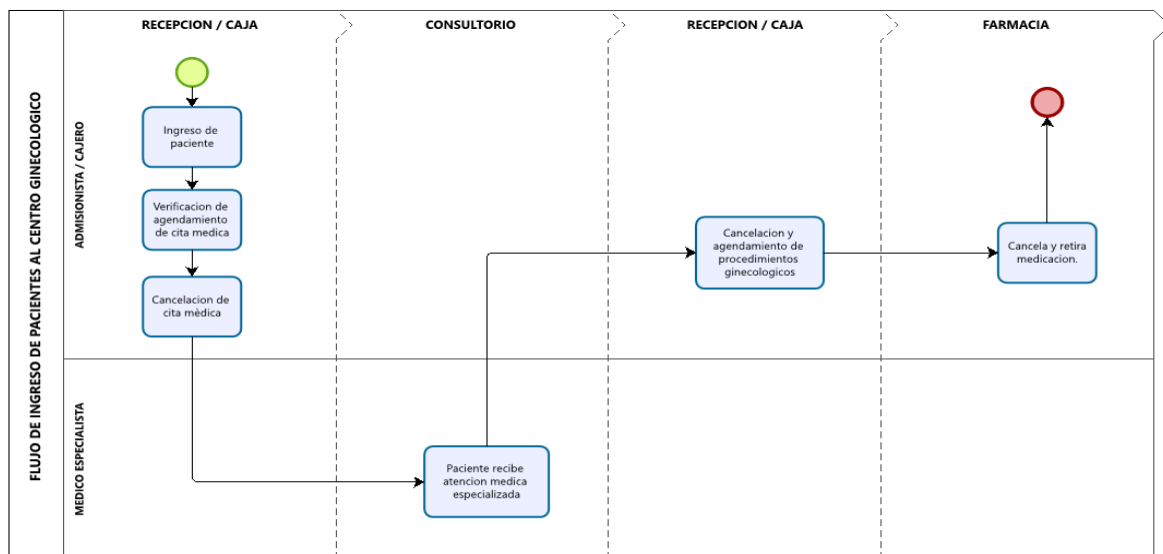 FLUJO DE INGRESO DE PACIENTES AL CENTRO GINECOLOGICO
RECEPCION / CAJA
CONSULTORIO
RECEPCION / CAJA
FARMACIA
ADMISIONISTA / CAJERO
Ingreso de
paciente
Verificacion de
agendamiento
de cita medica
Cancelacion de
cita mèdica
Cancelacion y
agendamiento de
procedimientos
ginecologicos
Cancela y retira
medicacion.
MEDICO ESPECIALISTA
Paciente recibe
atencion medica
especializada